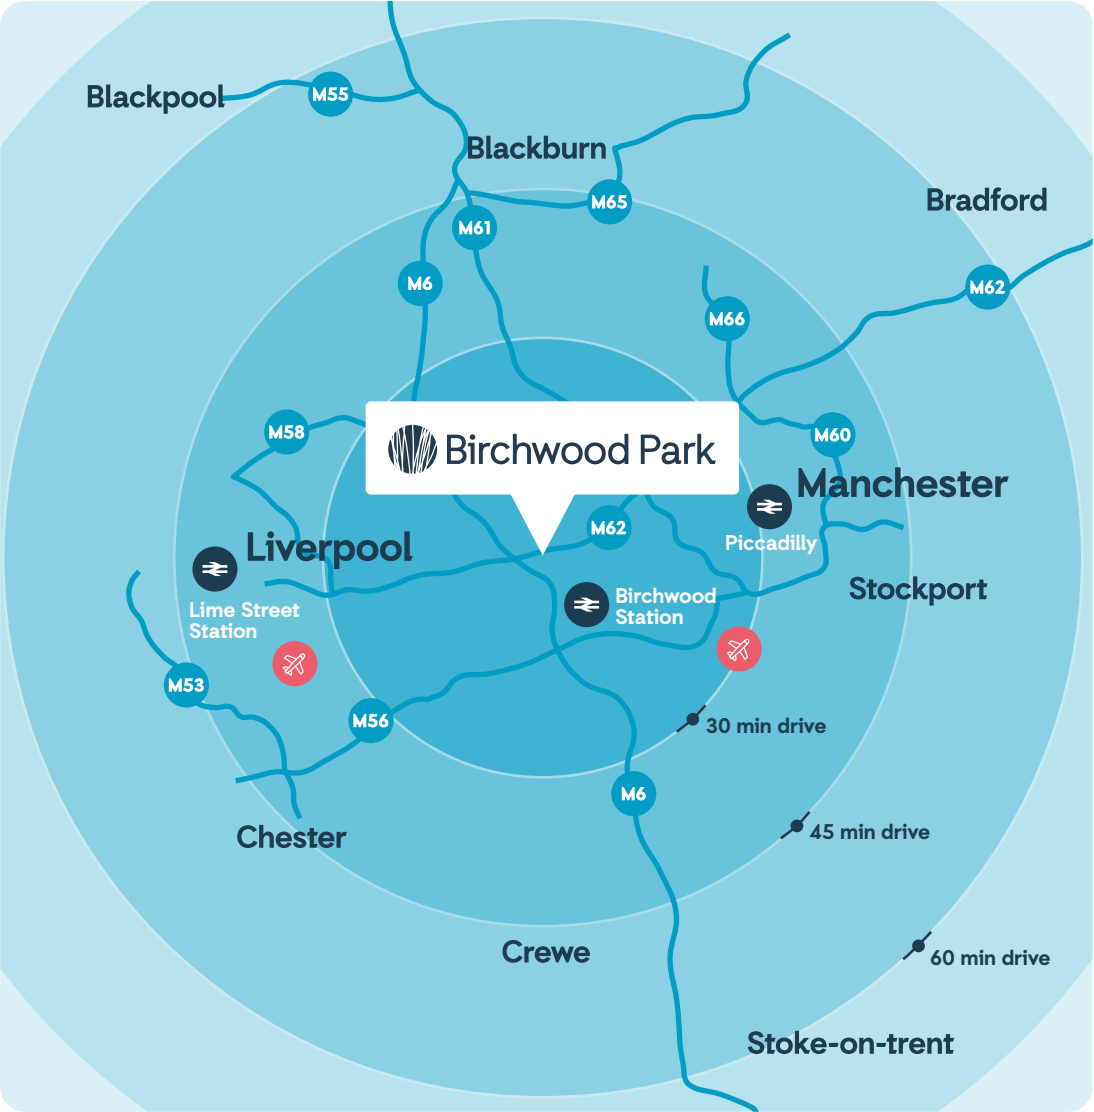 Blackpool
M55
Blackburn
M65
Bradford
M61
M6
M62
M66
M58
M60
Birchwood Park
Manchester
M62
Piccadilly
Liverpool
Stockport
Lime Street
Station
Birchwood
Station
M53
M56
30 min drive
M6
45 min drive
Chester
Crewe
60 min drive
Stoke-on-trent